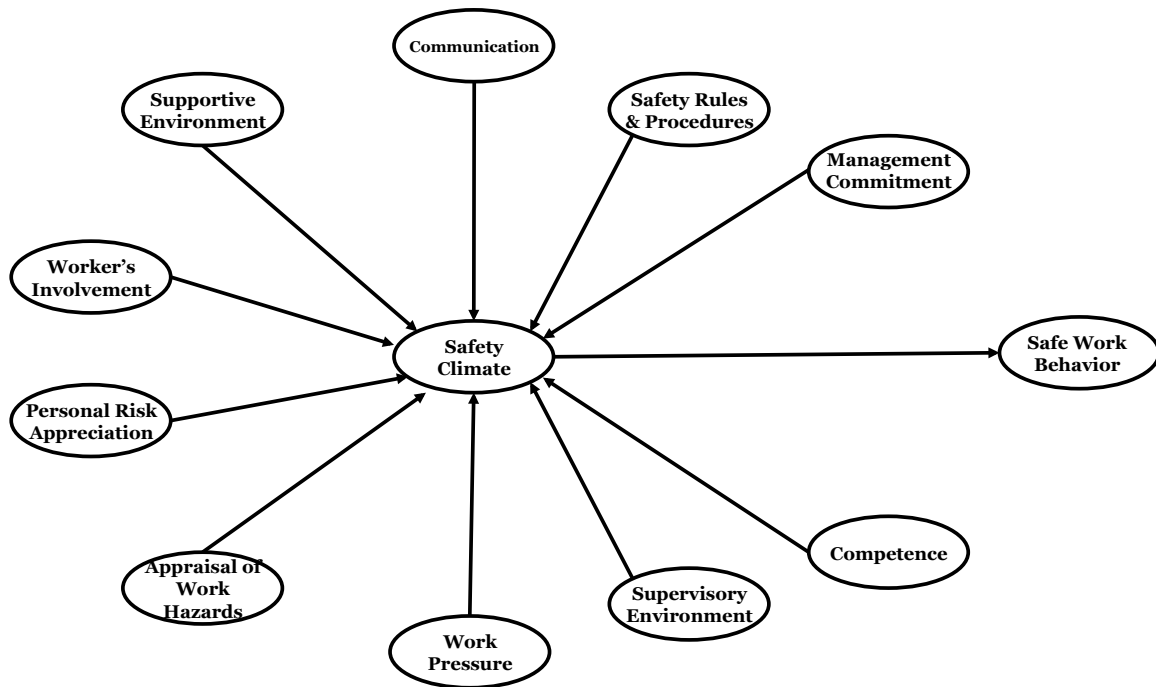 Communication
Supportive
Environment
Safety Rules
& Procedures
Management
Commitment
Worker's
Involvement
Safety
Climate
Safe Work
Behavior
Personal Risk
Appreciation
Appraisal of
Work
Hazards
Competence
Supervisory
Environment
Work
Pressure